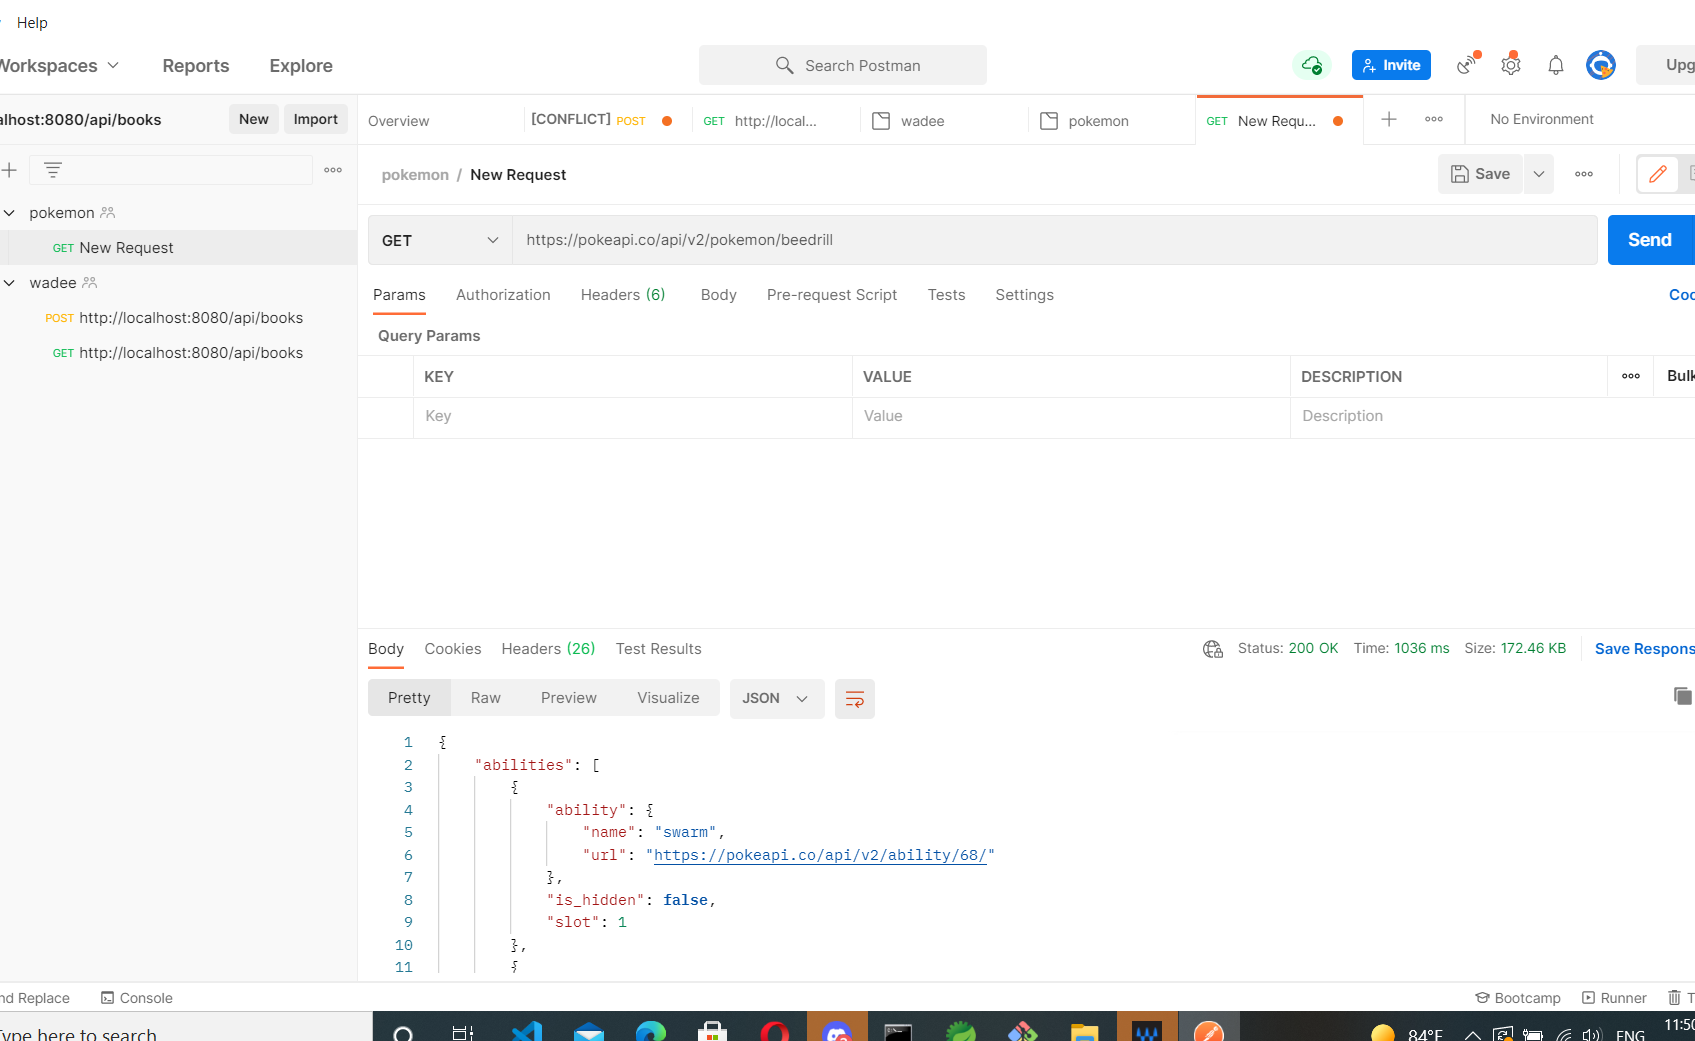 Help
Workspaces
Reports
Explore
Search Postman
Invite
Upg
alhost:8080/api/books
New
Import
Overview
[CONFLICT] POST
GET http://local...
wadee
pokemon
GET New Requ...
No Environment
pokemon / New Request
Save
pokemon
GET New Request
wadee
POST http://localhost:8080/api/books
GET http://localhost:8080/api/books
GET
https://pokeapi.co/api/v2/pokemon/beedrill
Send
Params
Authorization
Headers (6)
Body
Pre-request Script
Tests
Settings
Coo
Query Params
KEY
VALUE
DESCRIPTION
Bulk
Key
Value
Description
Body
Cookies
Headers (26)
Test Results
Status: 200 OK
Time: 1036 ms
Size: 172.46 KB
Save Respons
Pretty
Raw
Preview
Visualize
JSON
1 {
2 "abilities": [
3 {
4 "ability": {
5 "name": "swarm",
6 "url": "https://pokeapi.co/api/v2/ability/68/"
7 },
8 "is_hidden": false,
9 "slot": 1
10 },
11 {
nd Replace
Console
Bootcamp
Runner
T
Type here to search
84°F
ENG
11:50